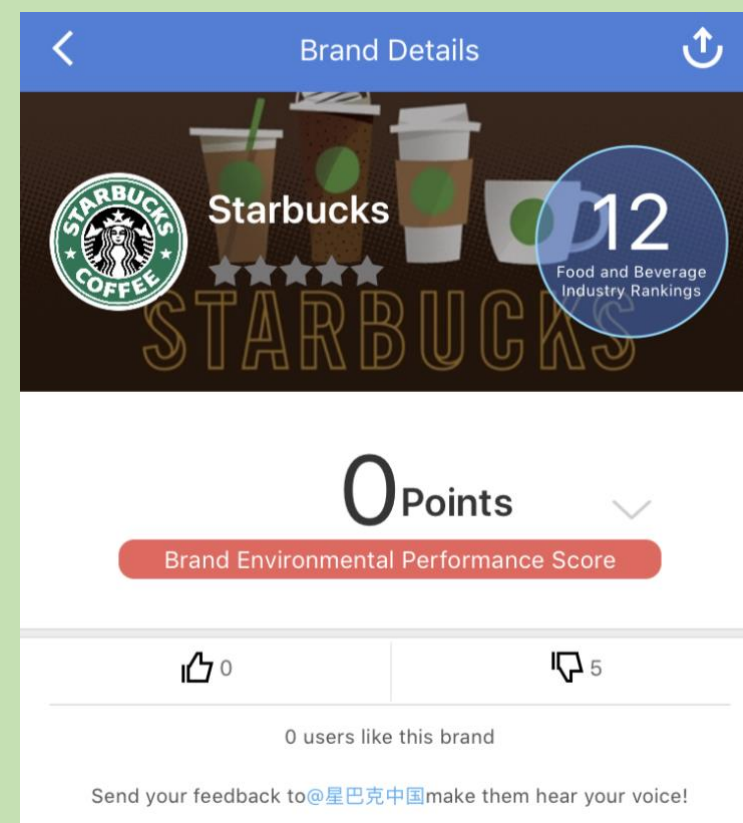 Brand Details
STARBUCKS
COFFEE
Starbucks
12
Food and Beverage
Industry Rankings
STARBUCKS
0 Points
Brand Environmental Performance Score
0
5
0 users like this brand
Send your feedback to@星巴克中国make them hear your voice!